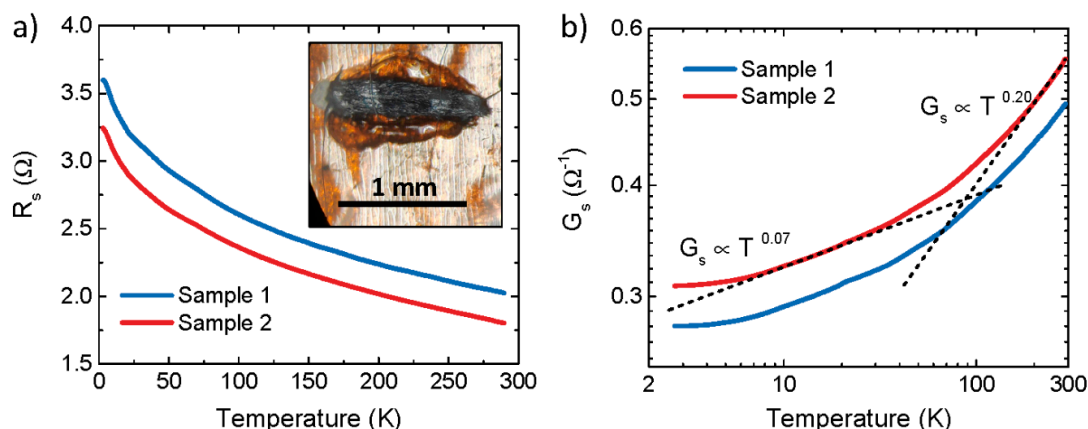 a)
4.0
3.5
3.0
2.5
2.0
1.5
R_s (Ω)
1 mm
Sample 1
Sample 2
0 50 100 150 200 250 300
Temperature (K)
b)
0.6
0.5
0.4
0.3
G_s (Ω^-1)
Sample 1
Sample 2
G_s ∝ T^0.20
G_s ∝ T^0.07
2 10 100 300
Temperature (K)